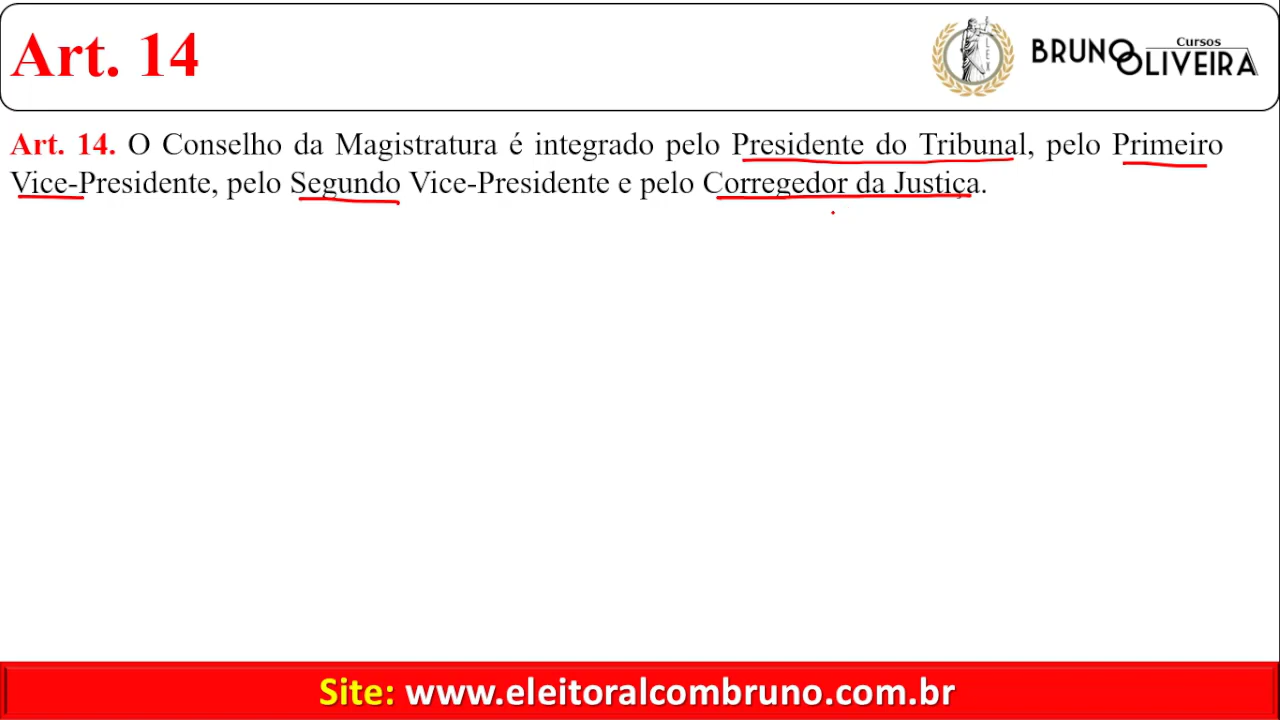 Art. 14
Cursos
BRUNO
OLIVEIRA
LEX
Art. 14. O Conselho da Magistratura é integrado pelo Presidente do Tribunal, pelo Primeiro
Vice-Presidente, pelo Segundo Vice-Presidente e pelo Corregedor da Justiça.
Site: www.eleitoralcombruno.com.br